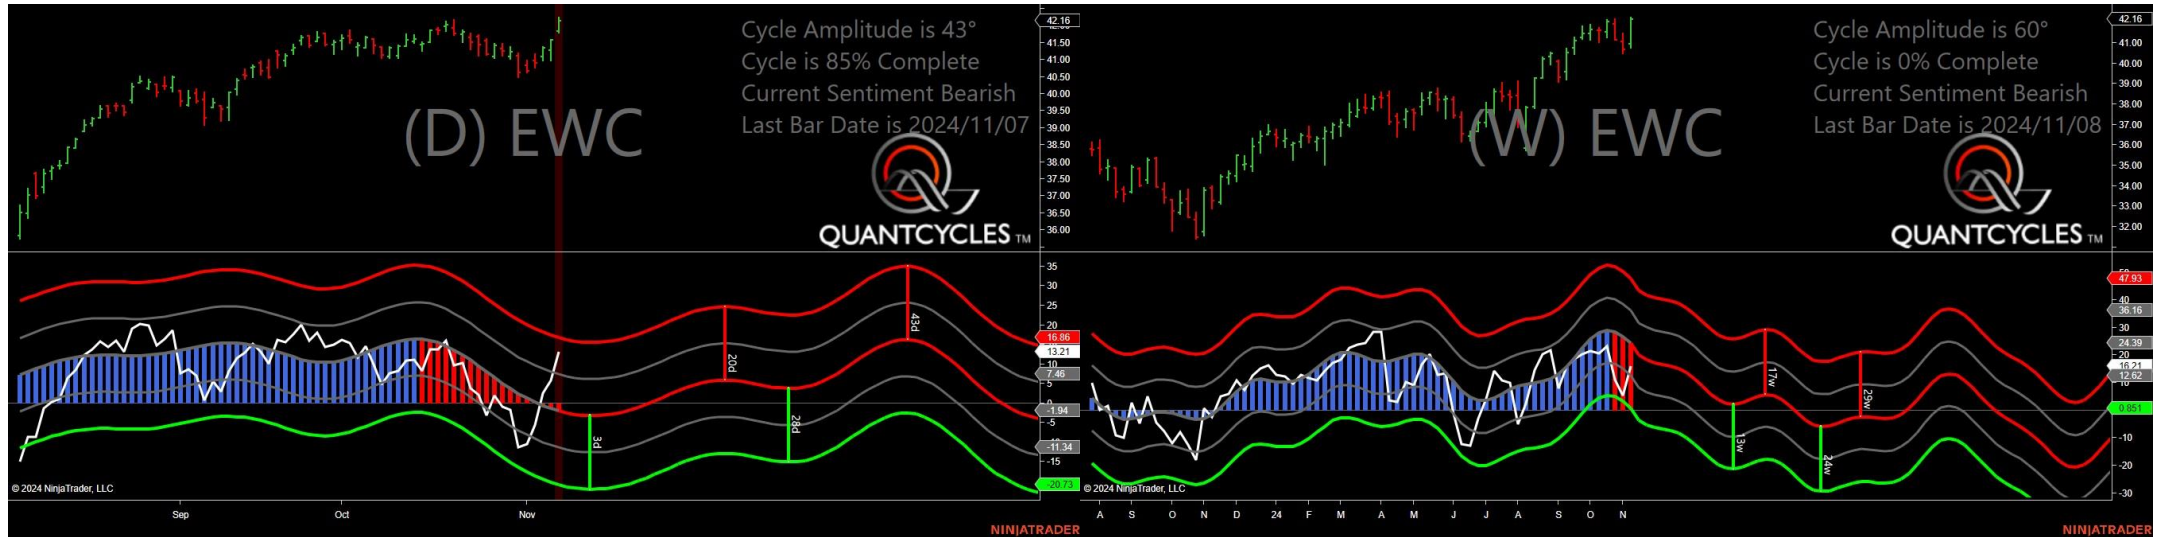 Cycle Amplitude is 43°
Cycle is 85% Complete
Current Sentiment Bearish
Last Bar Date is 2024/11/07
(D) EWC
QUANTCYCLES TM
42.16
41.50
41.00
40.50
40.00
39.50
39.00
38.50
38.00
37.50
37.00
36.50
36.00
35
30
25
20
16.86
13.21
7.46
5
0
-1.94
-5
-11.34
-15
-20.73
3d
20d
28d
43d
© 2024 NinjaTrader, LLC
Sep Oct Nov
NINJATRADER
Cycle Amplitude is 60°
Cycle is 0% Complete
Current Sentiment Bearish
Last Bar Date is 2024/11/08
(W) EWC
QUANTCYCLES TM
42.16
41.00
40.00
39.00
38.00
37.00
36.00
35.00
34.00
33.00
32.00
47.93
40
36.16
30
24.39
20
16.21
12.62
0.851
-10
-20
-30
13w
17w
24w
29w
© 2024 NinjaTrader, LLC
A S O N D 24 F M A M J J A S O N
NINJATRADER